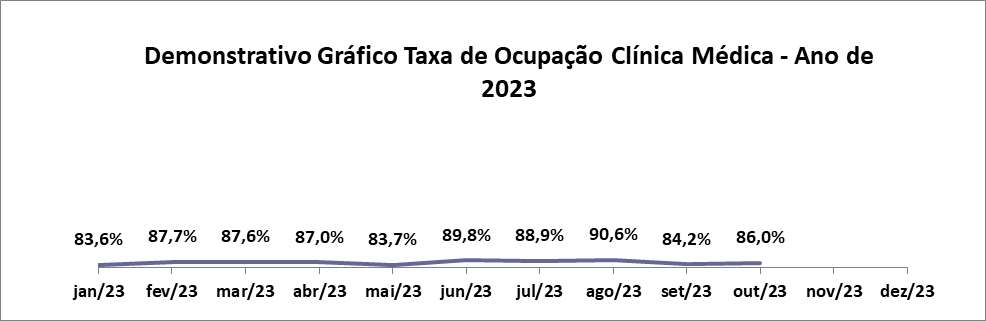 Demonstrativo Gráfico Taxa de Ocupação Clínica Médica - Ano de
2023
83,6% 87,7% 87,6% 87,0% 83,7% 89,8% 88,9% 90,6% 84,2% 86,0%
jan/23 fev/23 mar/23 abr/23 mai/23 jun/23 jul/23 ago/23 set/23 out/23 nov/23 dez/23